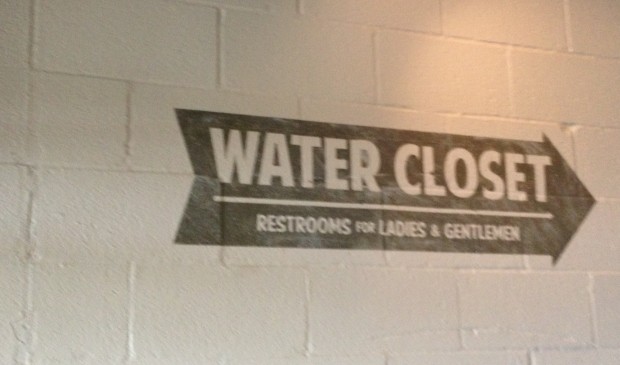 WATER CLOSET
RESTROOMS FOR LADIES & GENTLEMEN